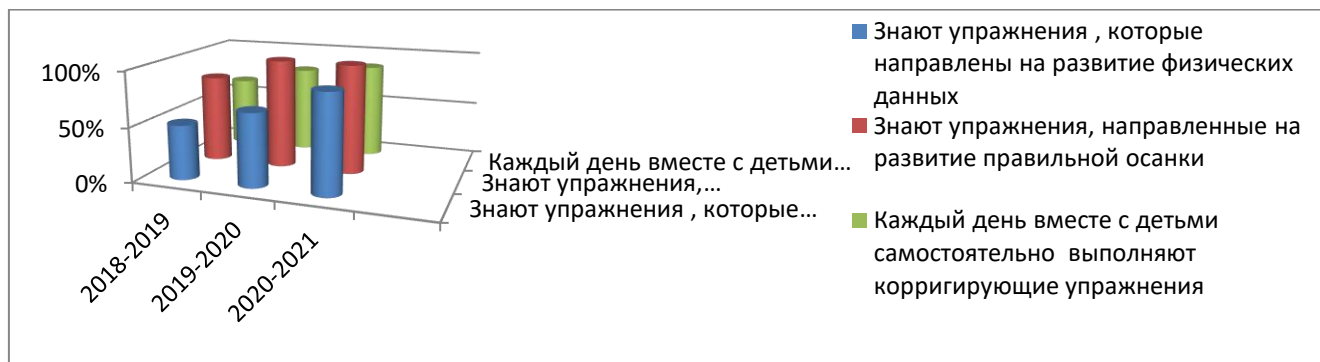 100%
50%
0%
2018-2019
2019-2020
2020-2021
Каждый день вместе с детьми…
Знают упражнения,…
Знают упражнения , которые…
Знают упражнения , которые
направлены на развитие физических
данных
Знают упражнения, направленные на
развитие правильной осанки
Каждый день вместе с детьми
самостоятельно  выполняют
корригирующие упражнения